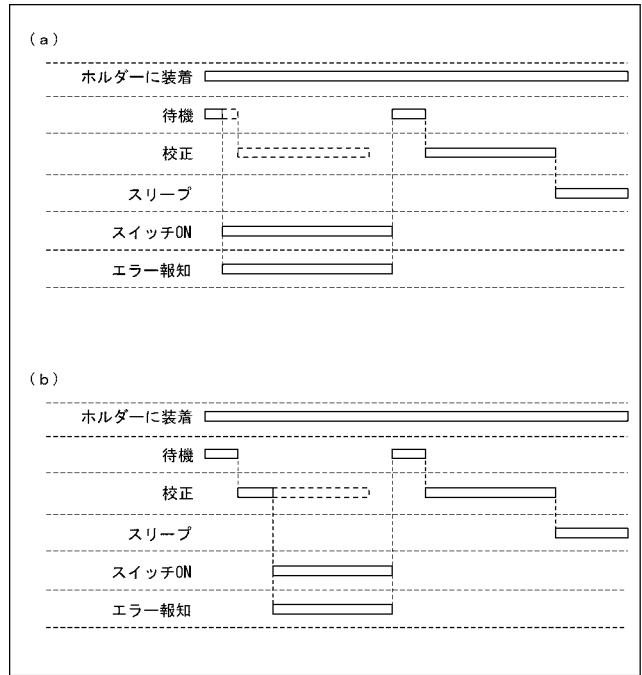 (a)
ホルダーに装着
待機
校正
スリープ
スイッチON
エラー報知
(b)
ホルダーに装着
待機
校正
スリープ
スイッチON
エラー報知